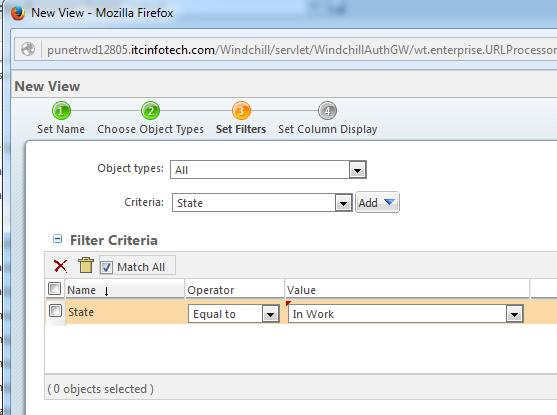 New View - Mozilla Firefox
punetrwd12805.itcinfotech.com/Windchill/servlet/WindchillAuthGW/wt.enterprise.URLProcessor
New View
1 2 3 4
Set Name Choose Object Types Set Filters Set Column Display
Object types: All
Criteria: State Add
Filter Criteria
Match All
Name Operator Value
State Equal to In Work
( 0 objects selected )